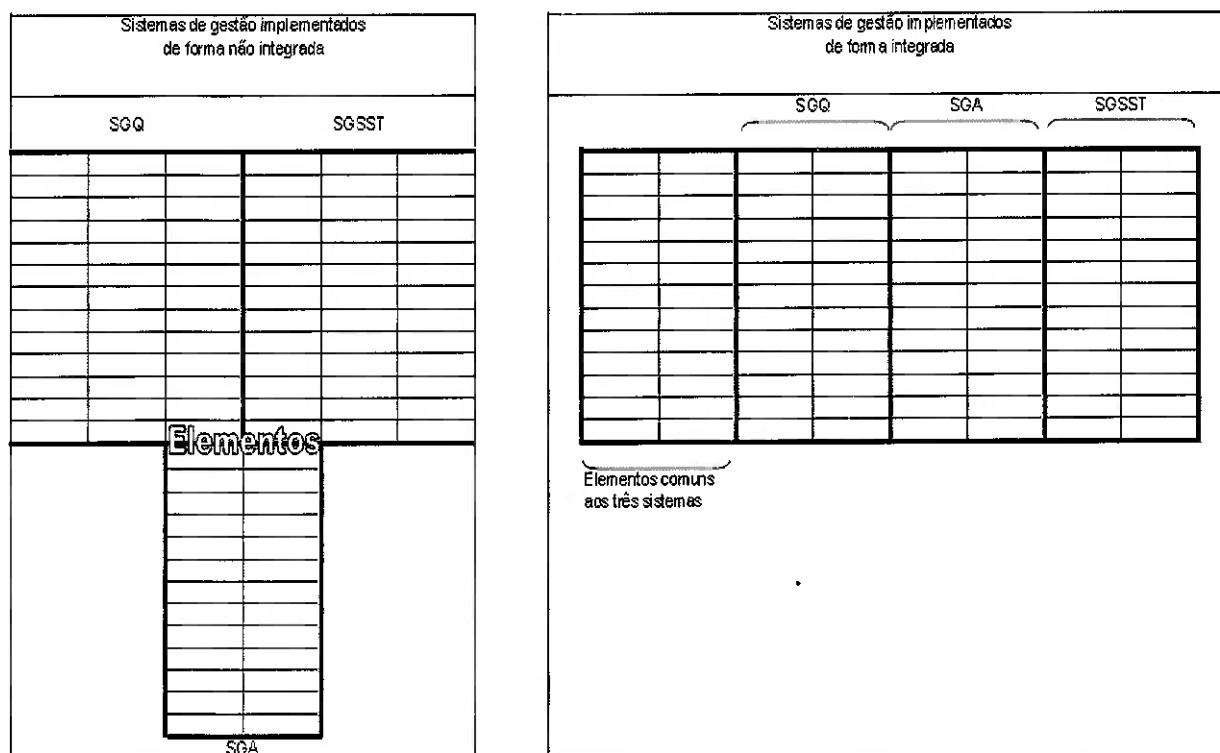 Sistemas de gestão implementados
de forma não integrada
SGQ
SGSST
Elementos
SGA
Sistemas de gestão implementados
de forma integrada
SGQ
SGA
SGSST
Elementos comuns
aos três sistemas